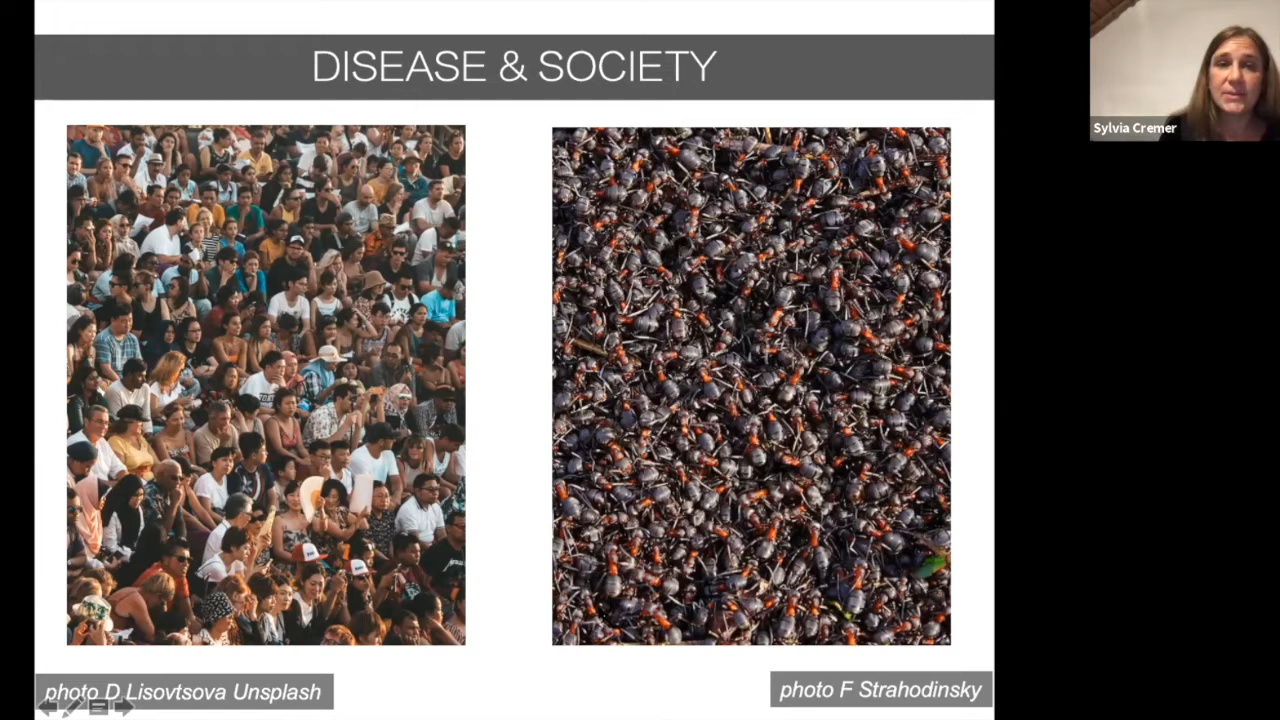 DISEASE & SOCIETY
Sylvia Cremer
photo D Lisovtsova Unsplash
photo F Strahodinsky